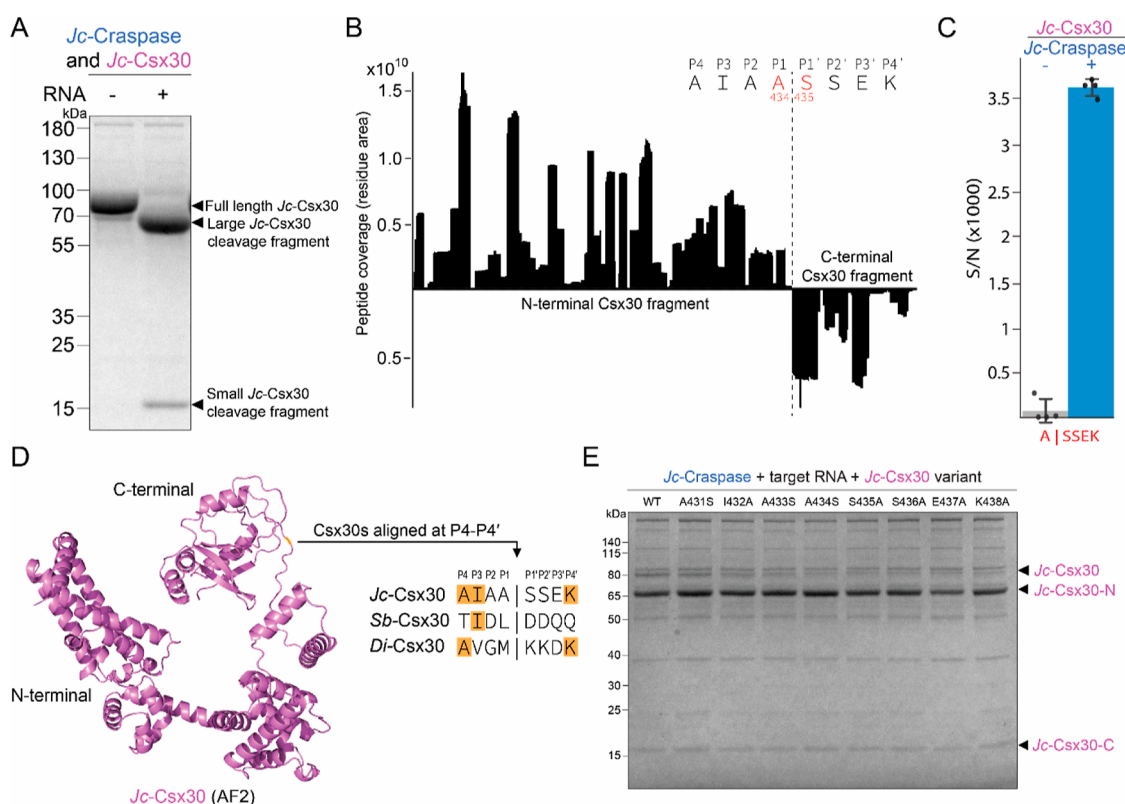 A
Jc-Craspase
and Jc-Csx30
RNA - +
kDa
180
130
100
70
55
35
25
15
Full length Jc-Csx30
Large Jc-Csx30
cleavage fragment
Small Jc-Csx30
cleavage fragment
B
x10¹⁰
1.5
1.0
0.5
0.5
Peptide coverage (residue area)
P4 P3 P2 P1 P1' P2' P3' P4'
A I A A S S E K
434 435
N-terminal Csx30 fragment
C-terminal
Csx30 fragment
C
Jc-Csx30
Jc-Craspase
- +
S/N (x1000)
3.5
3
2.5
2
1.5
1
0.5
A | SSEK
D
C-terminal
N-terminal
Jc-Csx30 (AF2)
Csx30s aligned at P4-P4′
P4 P3 P2 P1 P1' P2' P3' P4'
Jc-Csx30 AIAA SSEK
Sb-Csx30 TIDL DDQQ
Di-Csx30 AVGM KKDK
E
Jc-Craspase + target RNA + Jc-Csx30 variant
WT A431S I432A A433S A434S S435A S436A E437A K438A
kDa
140
115
80
65
50
40
30
25
15
Jc-Csx30
Jc-Csx30-N
Jc-Csx30-C